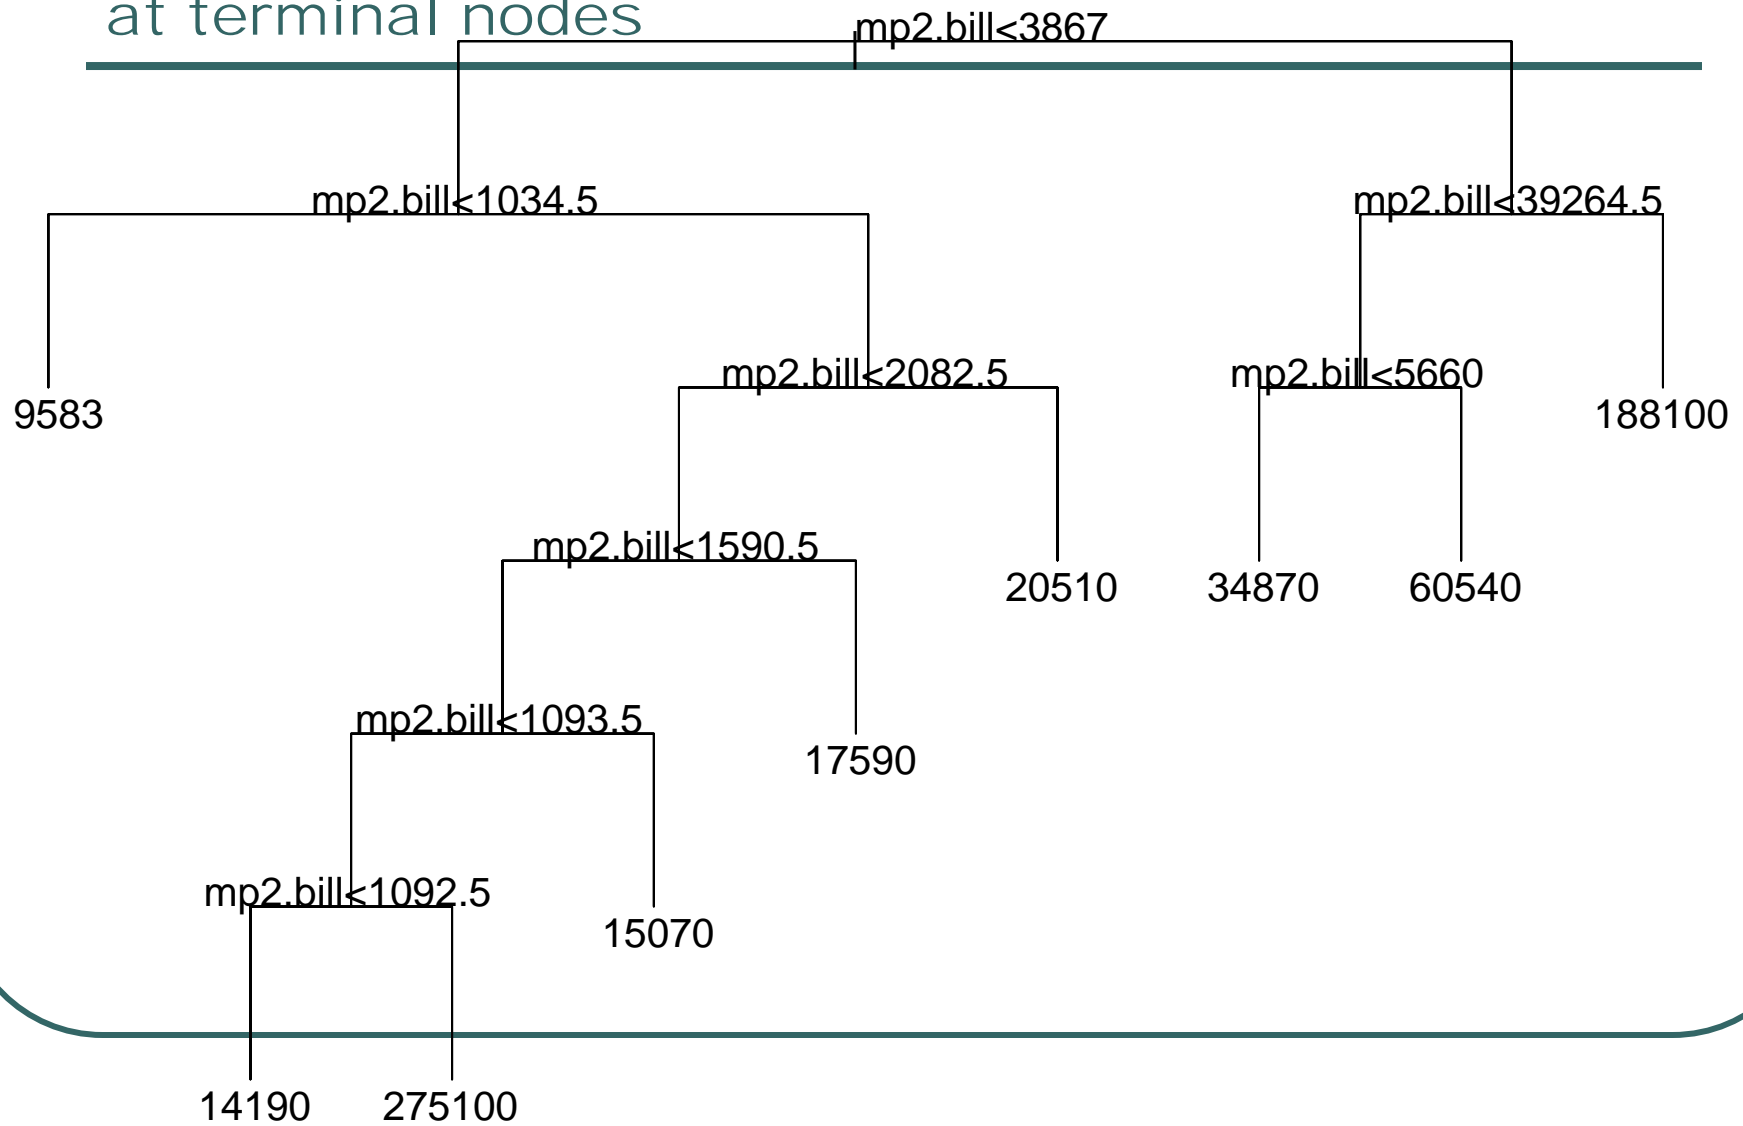 at terminal nodes
mp2.bill<3867
mp2.bill<1034.5
mp2.bill<39264.5
mp2.bill<2082.5
mp2.bill<5660
9583
188100
mp2.bill<1590.5
20510
34870
60540
mp2.bill<1093.5
17590
mp2.bill<1092.5
15070
14190
275100